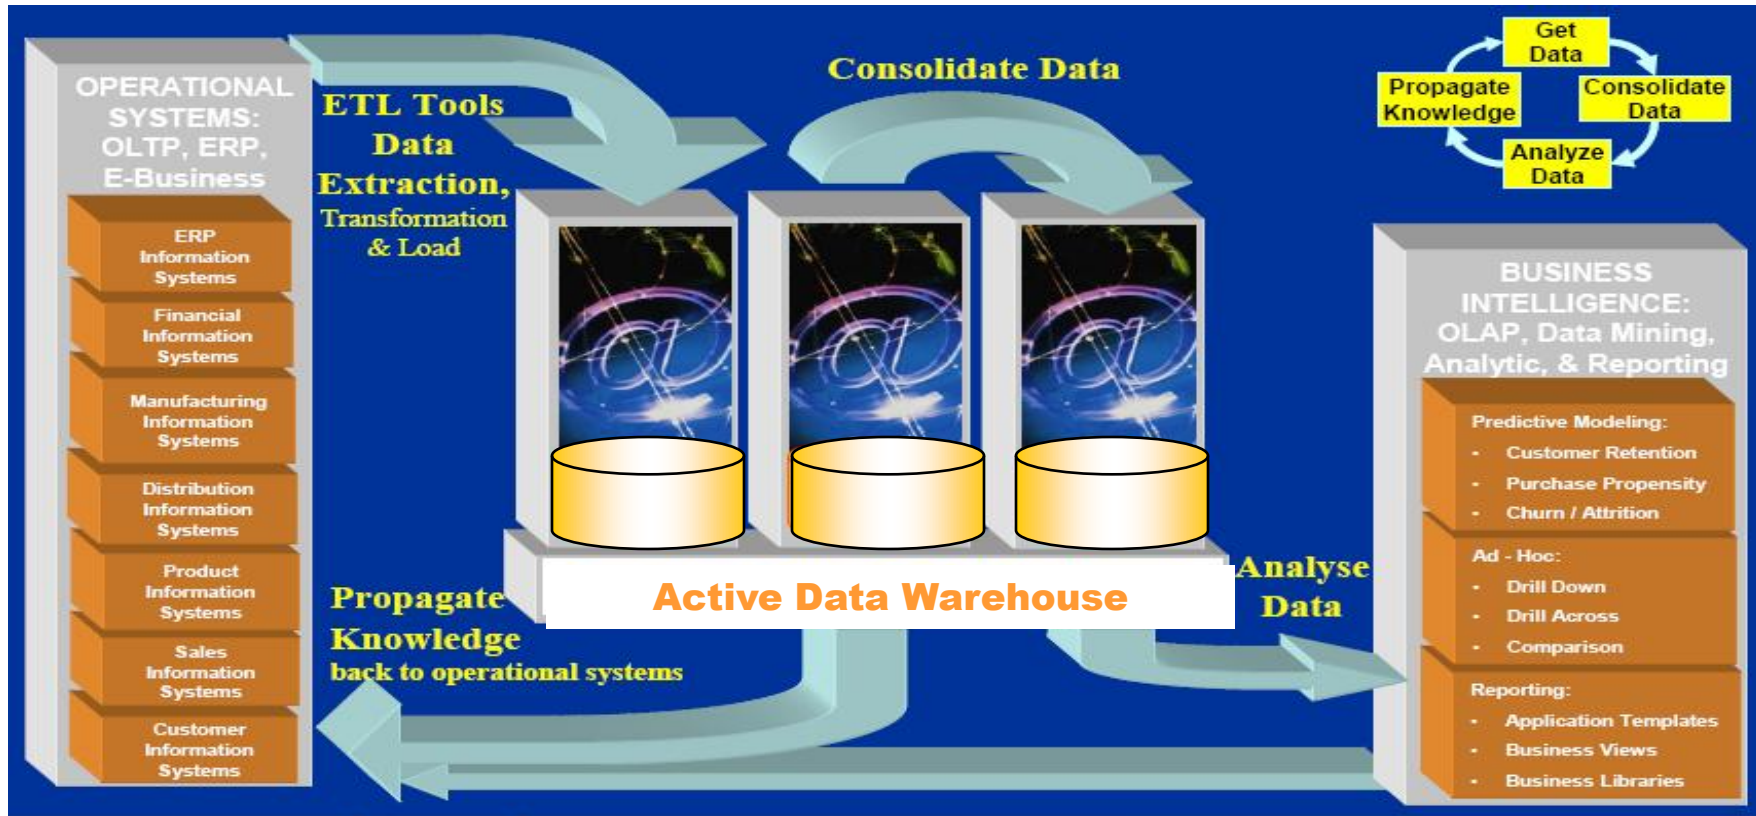 OPERATIONAL
SYSTEMS:
OLTP, ERP,
E-Business
ERP
Information
Systems
Financial
Information
Systems
Manufacturing
Information
Systems
Distribution
Information
Systems
Product
Information
Systems
Sales
Information
Systems
Customer
Information
Systems
ETL Tools
Data
Extraction,
Transformation
& Load
Consolidate Data
Get
Data
Consolidate
Data
Analyze
Data
Propagate
Knowledge
Active Data Warehouse
Propagate
Knowledge
back to operational systems
Analyse
Data
BUSINESS
INTELLIGENCE:
OLAP, Data Mining,
Analytic, & Reporting
Predictive Modeling:
- Customer Retention
- Purchase Propensity
- Churn / Attrition
Ad - Hoc:
- Drill Down
- Drill Across
- Comparison
Reporting:
- Application Templates
- Business Views
- Business Libraries